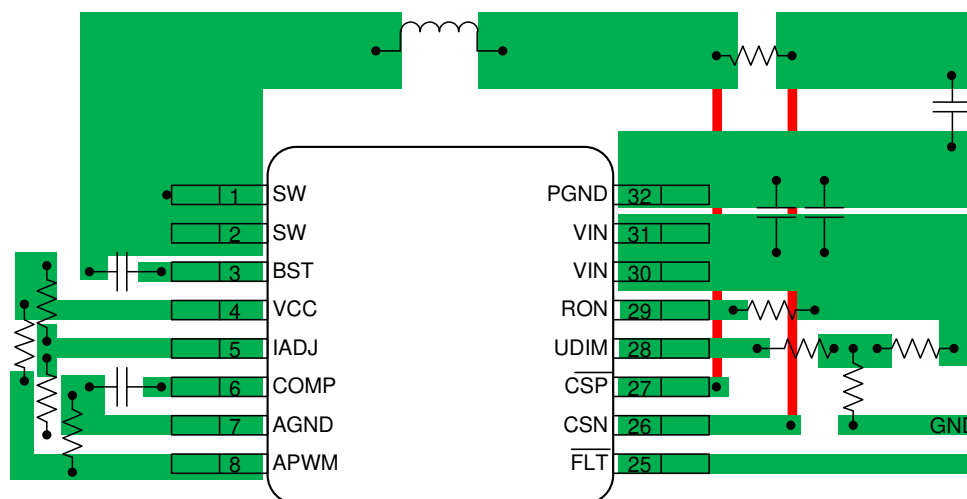 1 SW
2 SW
3 BST
4 VCC
5 IADJ
6 COMP
7 AGND
8 APWM
PGND 32
VIN 31
VIN 30
RON 29
UDIM 28
CSP 27
CSN 26
FLT 25
GND